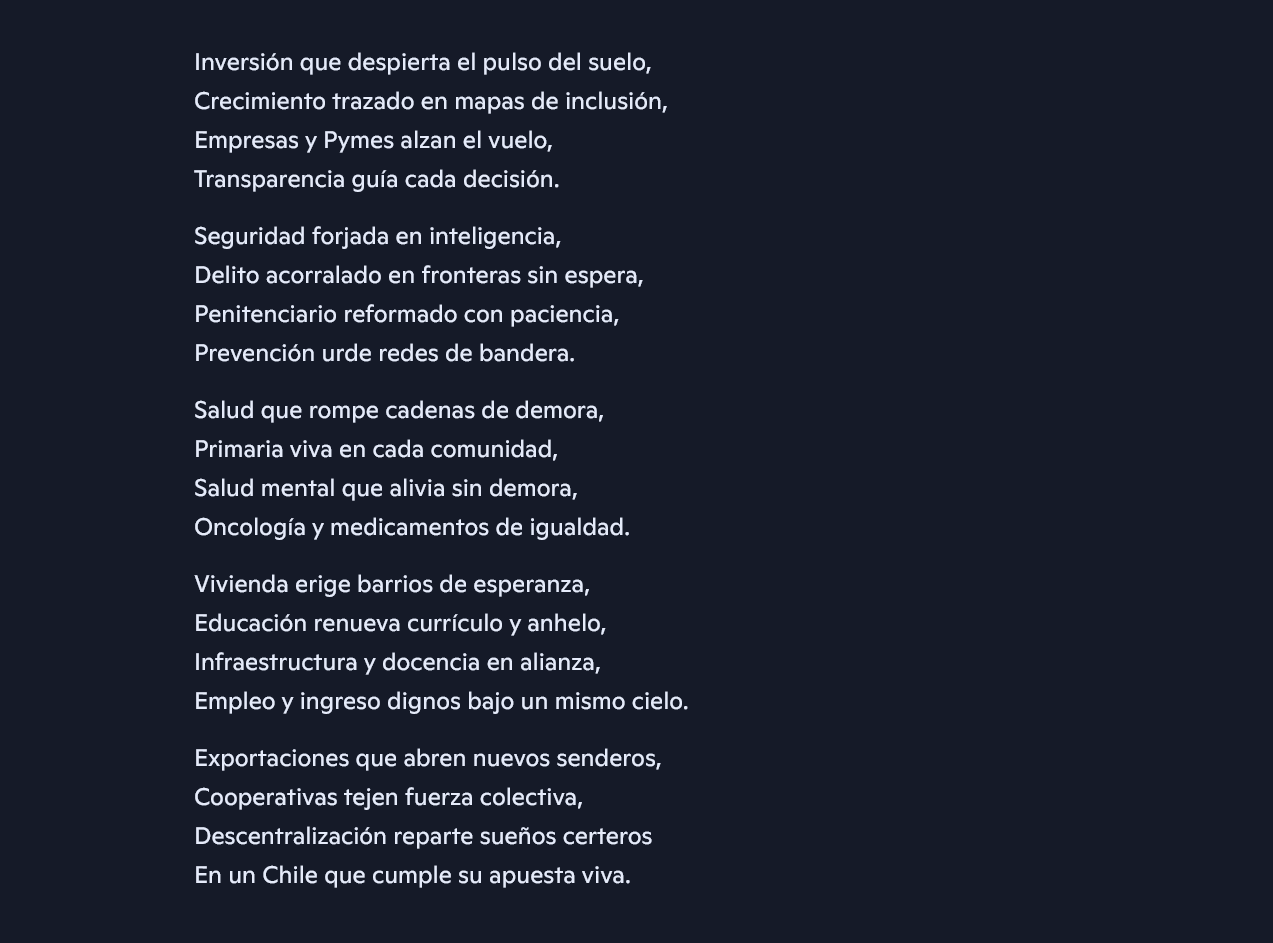 Inversión que despierta el pulso del suelo,
Crecimiento trazado en mapas de inclusión,
Empresas y Pymes alzan el vuelo,
Transparencia guía cada decisión.
Seguridad forjada en inteligencia,
Delito acorralado en fronteras sin espera,
Penitenciario reformado con paciencia,
Prevención urde redes de bandera.
Salud que rompe cadenas de demora,
Primaria viva en cada comunidad,
Salud mental que alivia sin demora,
Oncología y medicamentos de igualdad.
Vivienda erige barrios de esperanza,
Educación renueva currículo y anhelo,
Infraestructura y docencia en alianza,
Empleo y ingreso dignos bajo un mismo cielo.
Exportaciones que abren nuevos senderos,
Cooperativas tejen fuerza colectiva,
Descentralización reparte sueños certeros
En un Chile que cumple su apuesta viva.